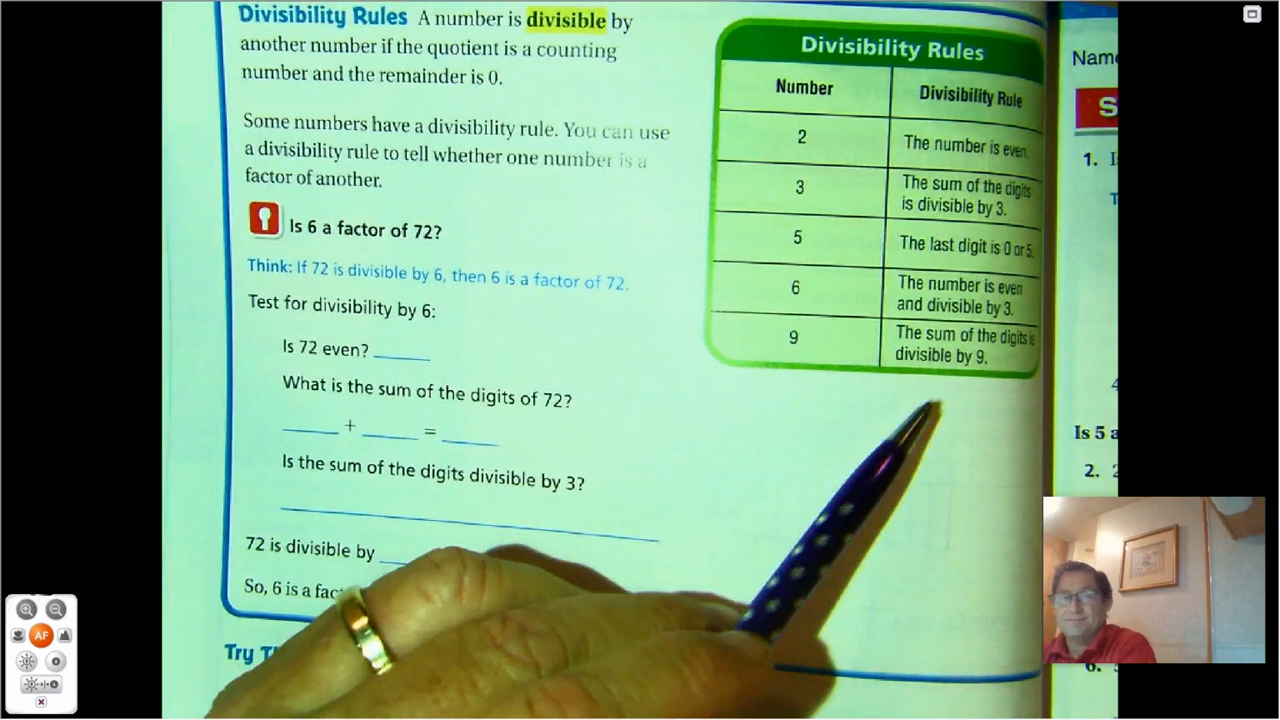 Divisibility Rules A number is divisible by
another number if the quotient is a counting
number and the remainder is 0.
Some numbers have a divisibility rule. You can use
a divisibility rule to tell whether one number is a
factor of another.
Is 6 a factor of 72?
Think: If 72 is divisible by 6, then 6 is a factor of 72.
Test for divisibility by 6:
Is 72 even? ____
What is the sum of the digits of 72?
____ + ____ = ____
Is the sum of the digits divisible by 3?
72 is divisible by
So, 6 is a
Try
Divisibility Rules
Number Divisibility Rule
2 The number is even.
3 The sum of the digits
is divisible by 3.
5 The last digit is 0 or 5.
6 The number is even
and divisible by 3.
9 The sum of the digits is
divisible by 9.
Name
S
1.
Is 5 a
2.
6.
AF